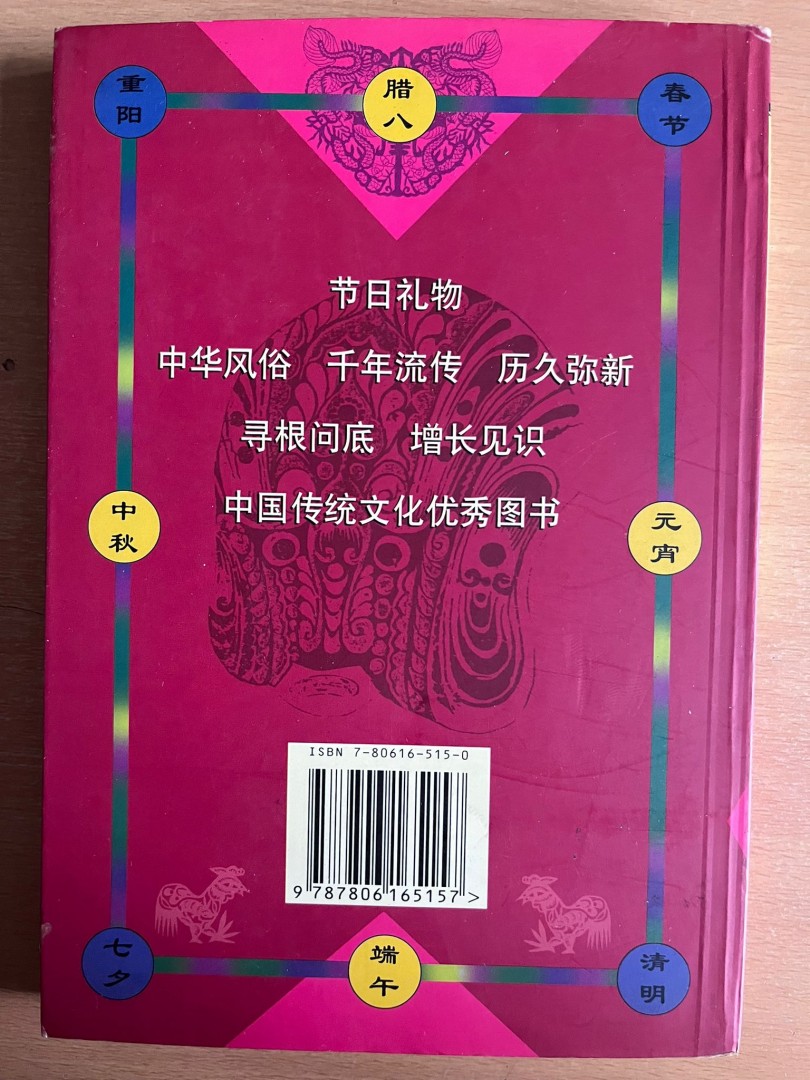 重阳
腊八
春节
节日礼物
中华风俗 千年流传 历久弥新
寻根问底 增长见识
中国传统文化优秀图书
中秋
元宵
ISBN 7-80616-515-0
9 787806 165157 >
七夕
端午
清明